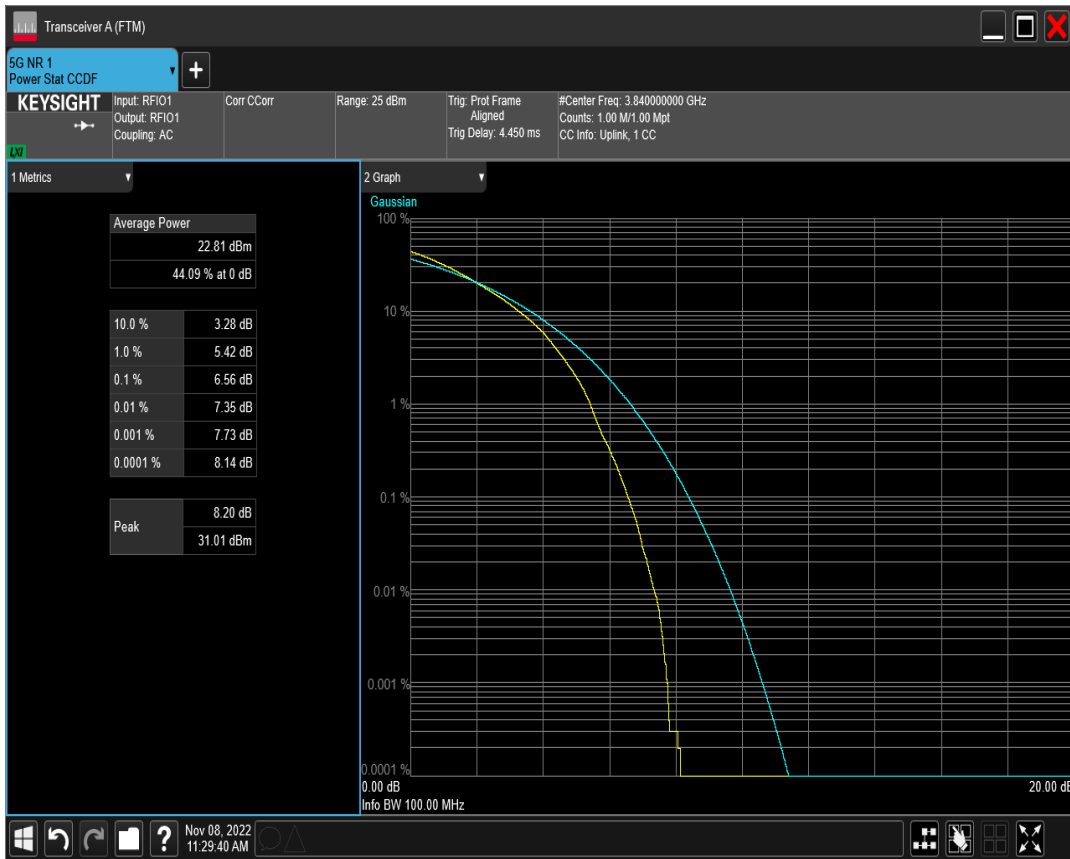 Transceiver A (FTM)
5G NR 1
Power Stat CCDF
+
KEYSIGHT
LXI
Input: RFIO1
Output: RFIO1
Coupling: AC
Corr CCorr
Range: 25 dBm
Trig: Prot Frame
Aligned
Trig Delay: 4.450 ms
#Center Freq: 3.840000000 GHz
Counts: 1.00 M/1.00 Mpt
CC Info: Uplink, 1 CC
1 Metrics
Average Power
22.81 dBm
44.09 % at 0 dB
10.0 % 3.28 dB
1.0 % 5.42 dB
0.1 % 6.56 dB
0.01 % 7.35 dB
0.001 % 7.73 dB
0.0001 % 8.14 dB
Peak
8.20 dB
31.01 dBm
2 Graph
Gaussian
100 %
10 %
1 %
0.1 %
0.01 %
0.001 %
0.0001 %
0.00 dB
20.00 dB
Info BW 100.00 MHz
?
Nov 08, 2022
11:29:40 AM